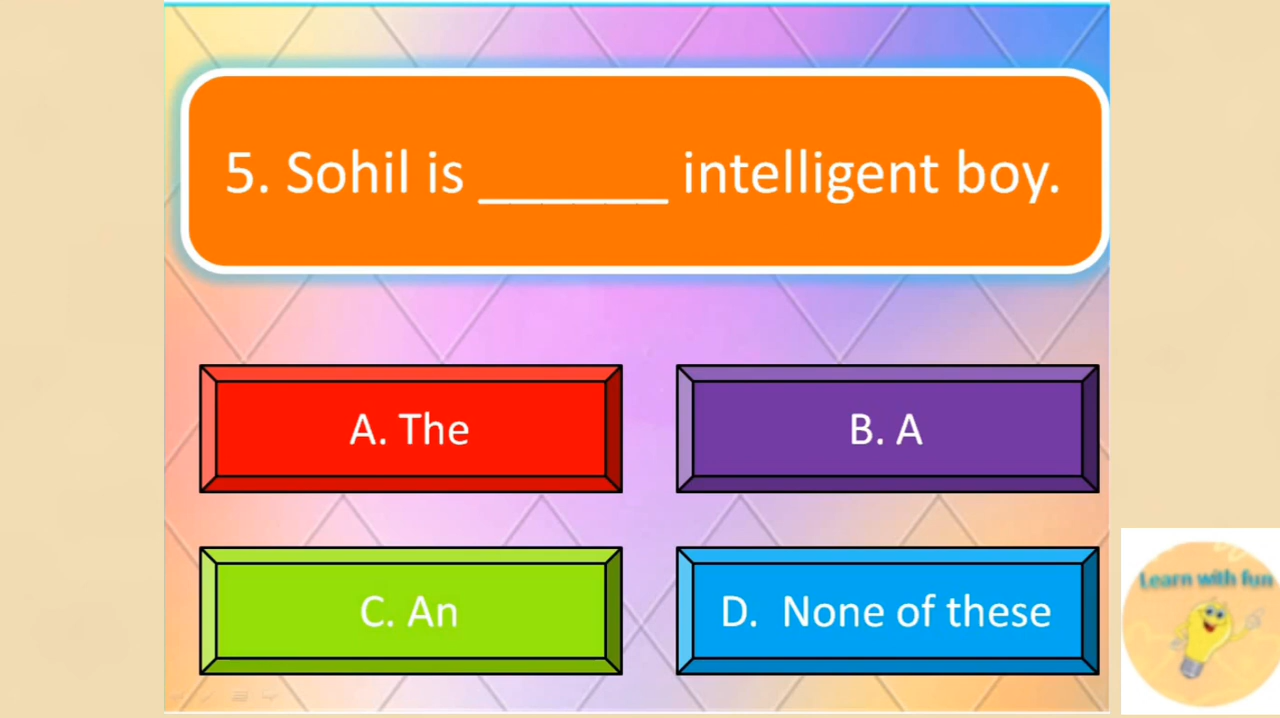 5. Sohil is _______ intelligent boy.
A. The
B. A
C. An
D. None of these
Learn with fun